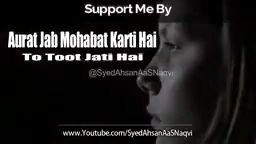 Support Me By
Aurat Jab Mohabat Karti Hai
To Toot Jati Hai
@SyedAhsanAaSNaqvi
www.Youtube.com/SyedAhsanAaSNaqvi